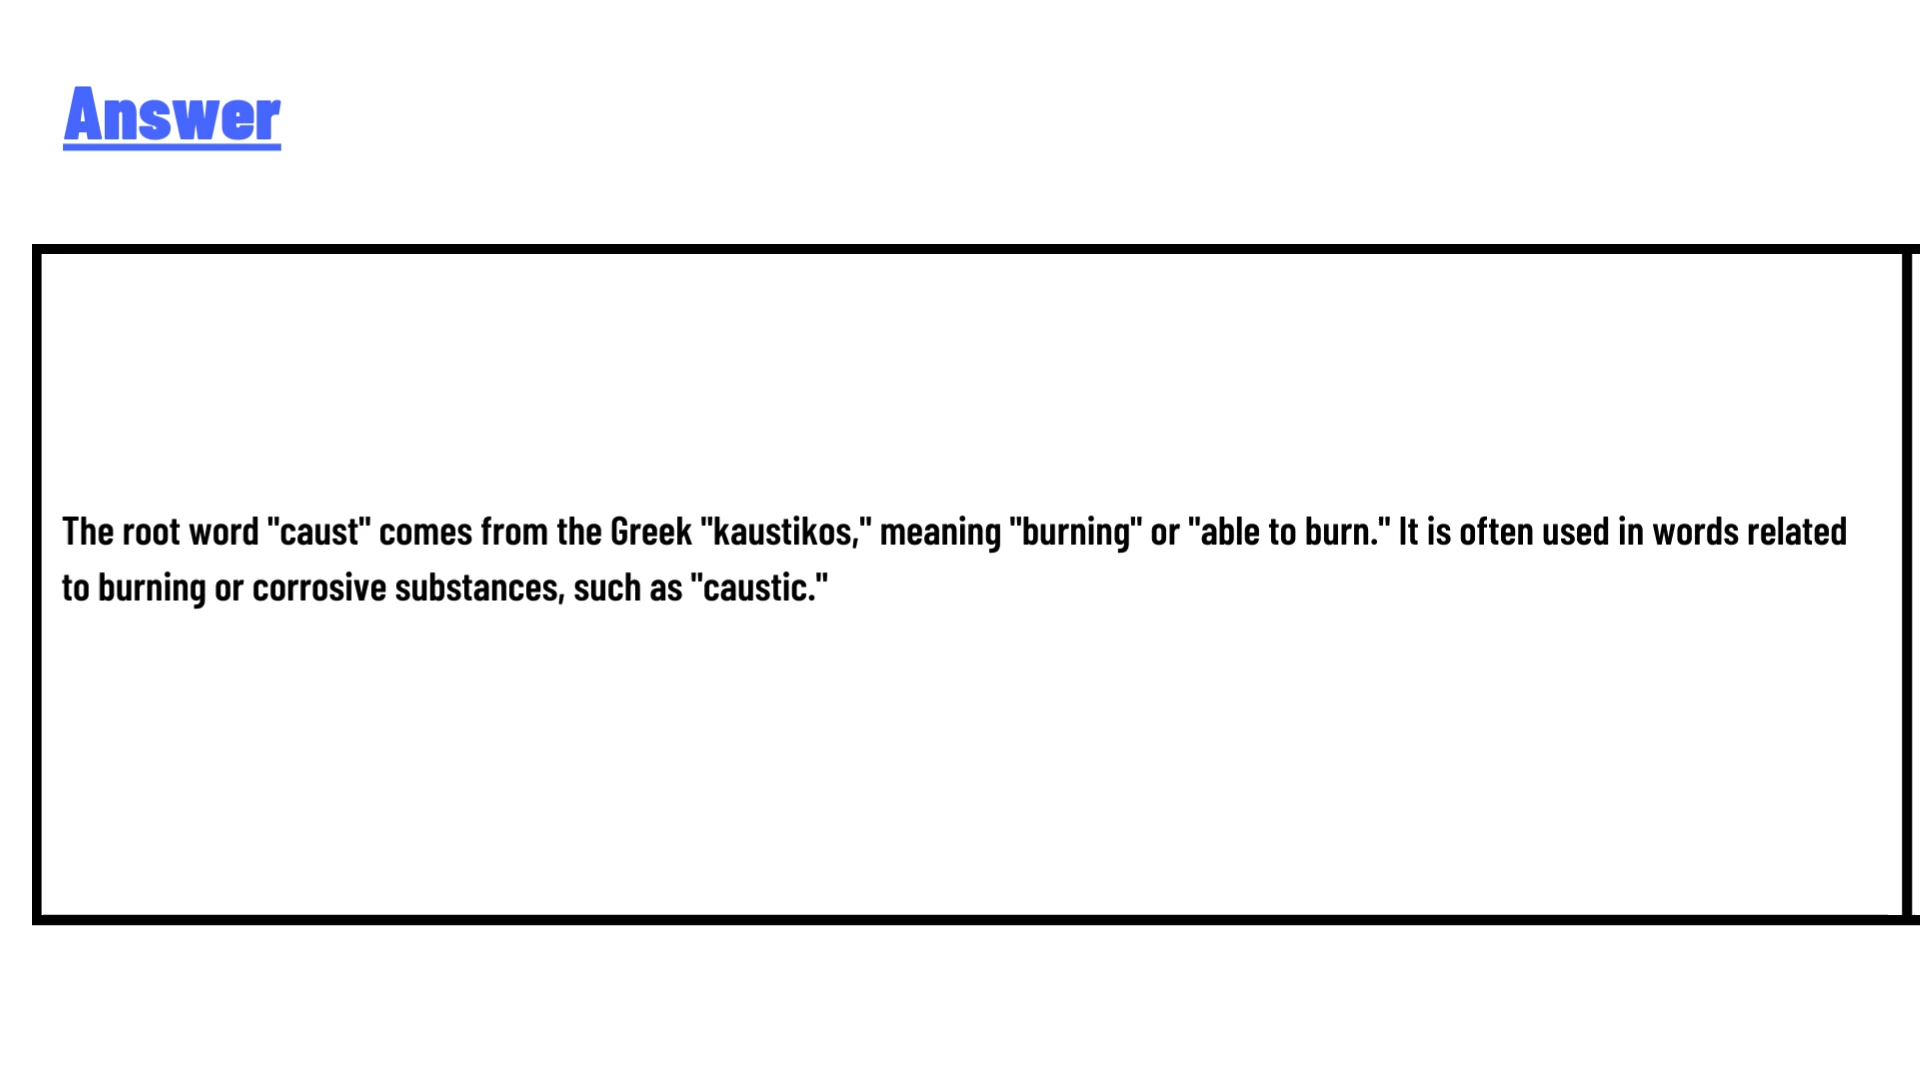 Answer
The root word "caust" comes from the Greek "kaustikos," meaning "burning" or "able to burn." It is often used in words related
to burning or corrosive substances, such as "caustic."